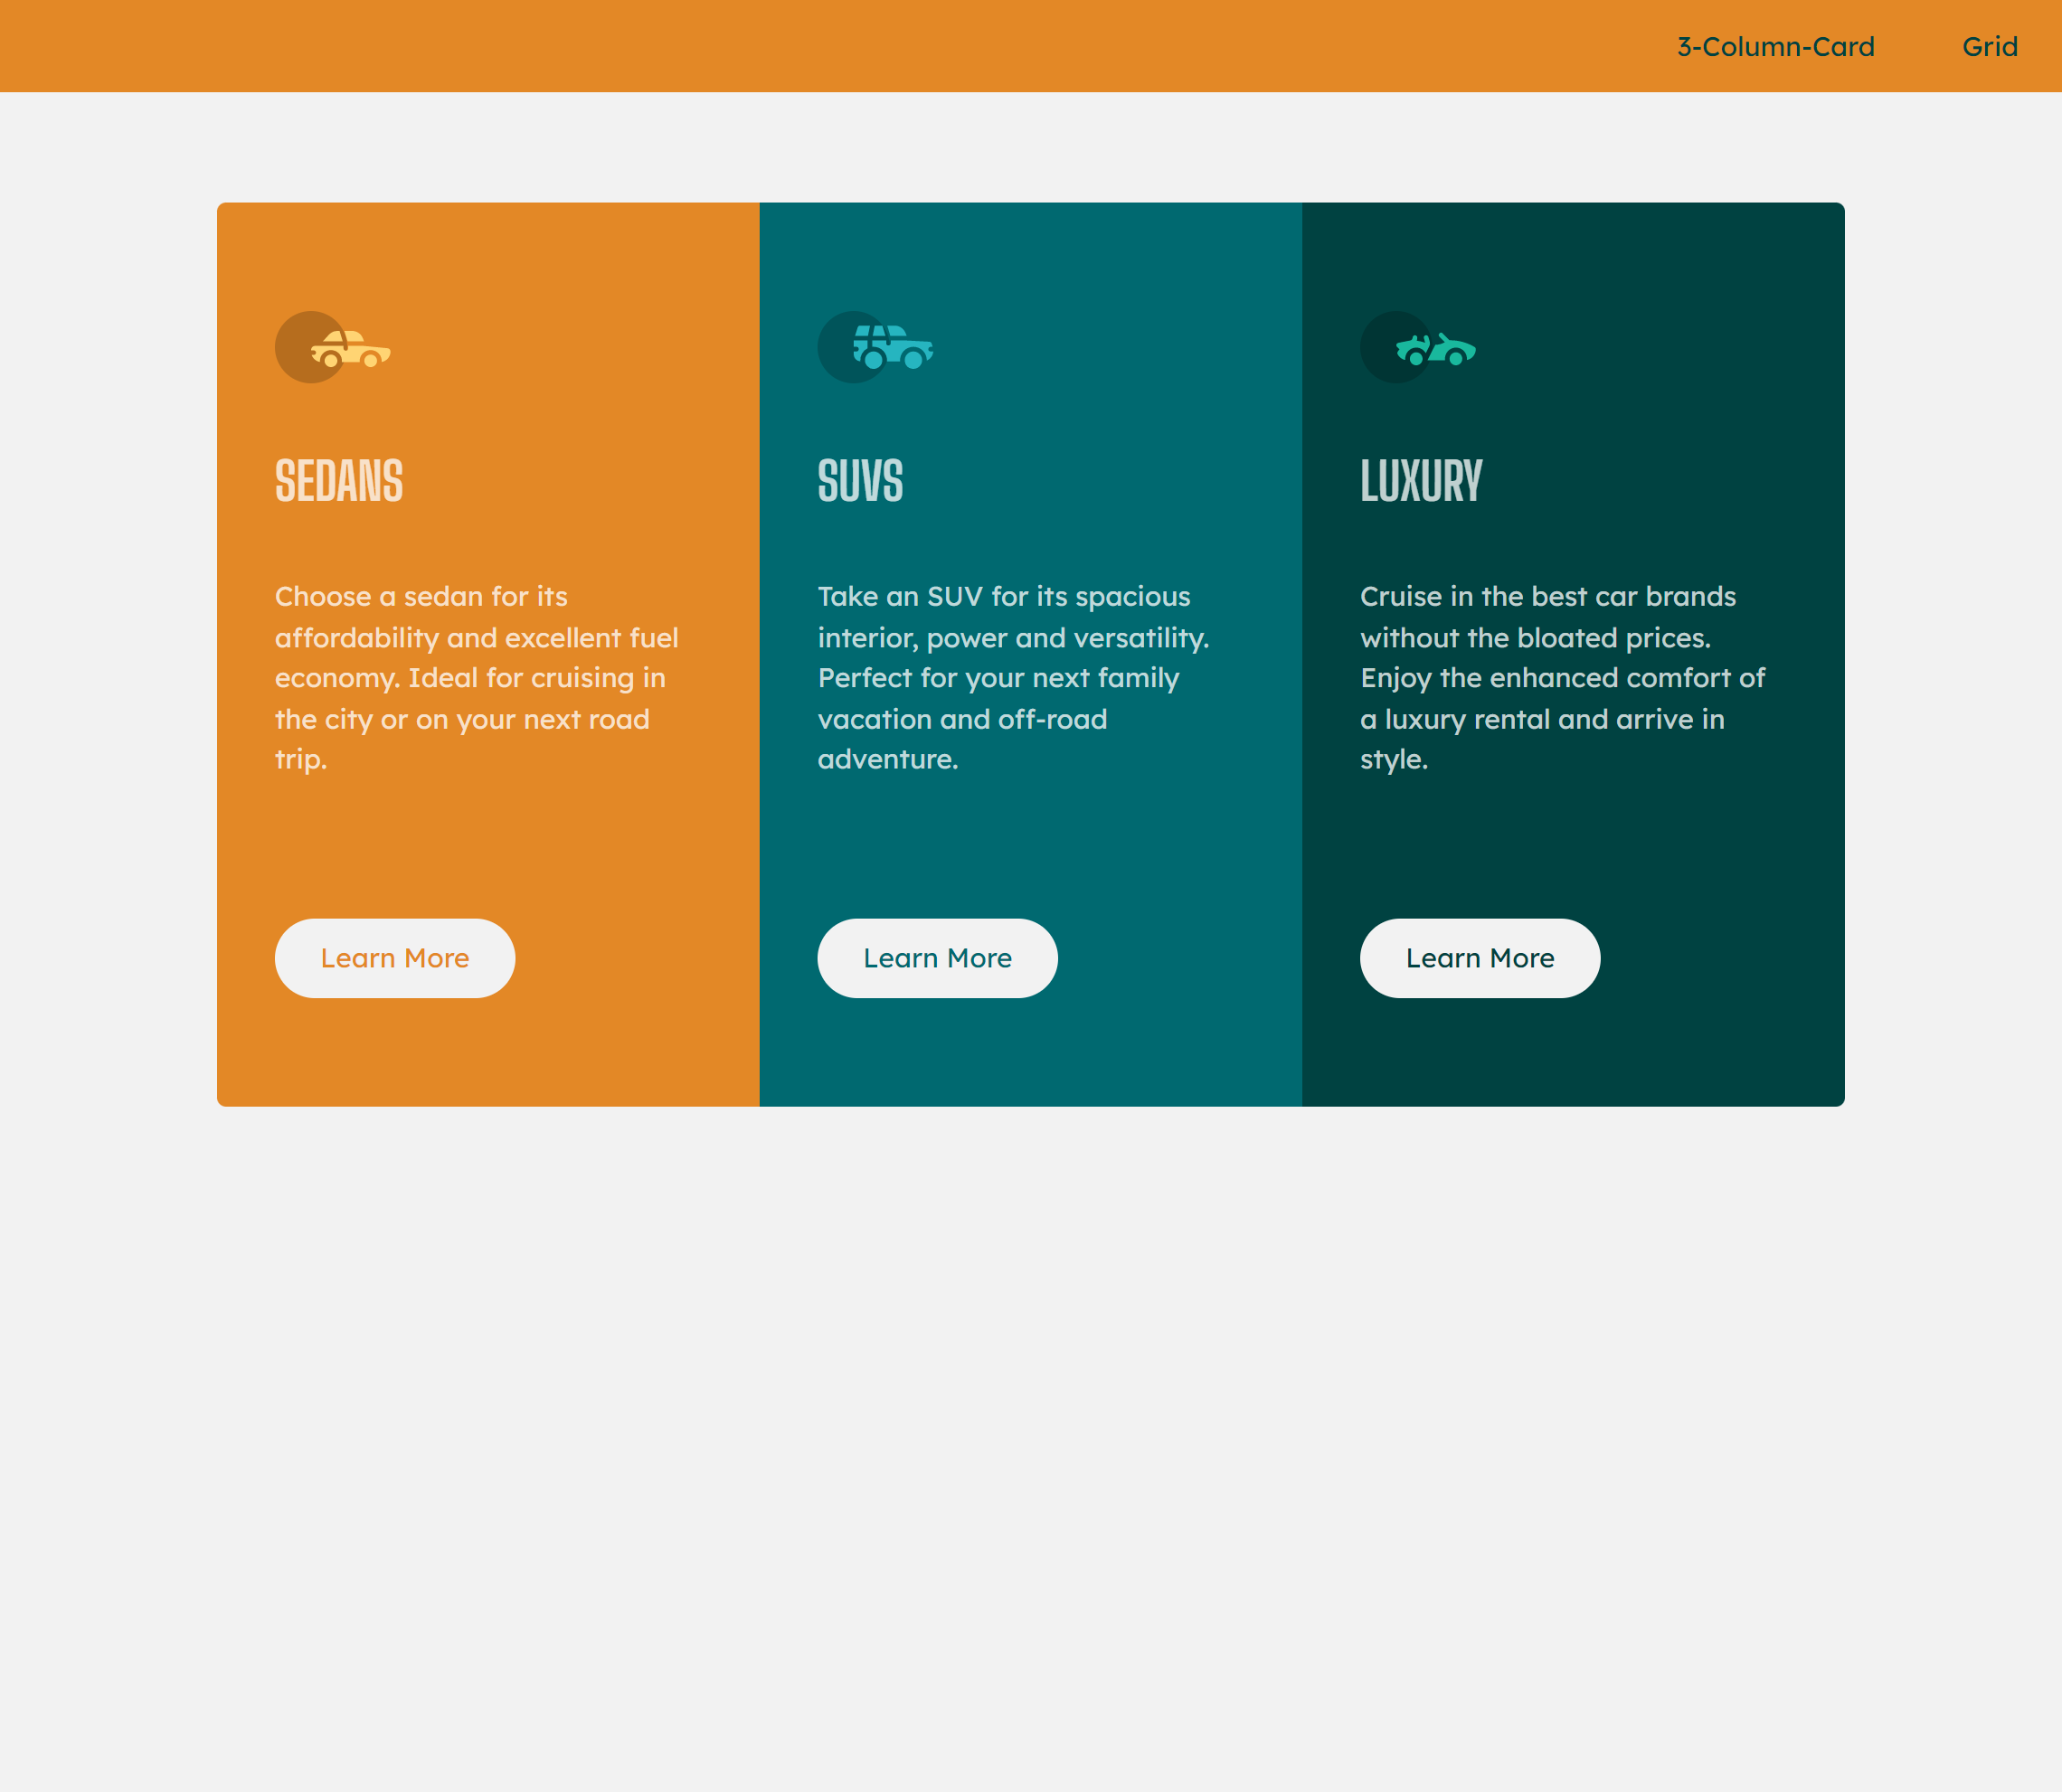 3-Column-Card
Grid
SEDANS
Choose a sedan for its
affordability and excellent fuel
economy. Ideal for cruising in
the city or on your next road
trip.
Learn More
SUVS
Take an SUV for its spacious
interior, power and versatility.
Perfect for your next family
vacation and off-road
adventure.
Learn More
LUXURY
Cruise in the best car brands
without the bloated prices.
Enjoy the enhanced comfort of
a luxury rental and arrive in
style.
Learn More